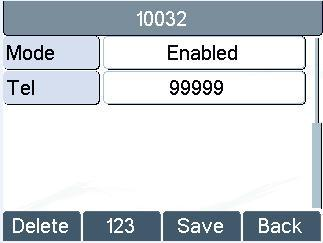 10032
Mode Enabled
Tel 99999
Delete 123 Save Back